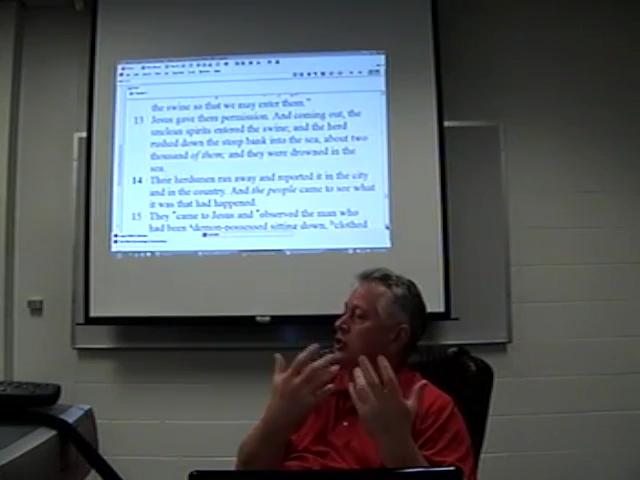 the swine so that we may enter them."
13 Jesus gave them permission. And coming out, the
unclean spirits entered the swine; and the herd
rushed down the steep bank into the sea, about two
thousand of them; and they were drowned in the
sea.
14 Their herdsmen ran away and reported it in the city
and in the country. And the people came to see what
it was that had happened.
15 They *came to Jesus and *observed the man who
had been demon-possessed sitting down, clothed